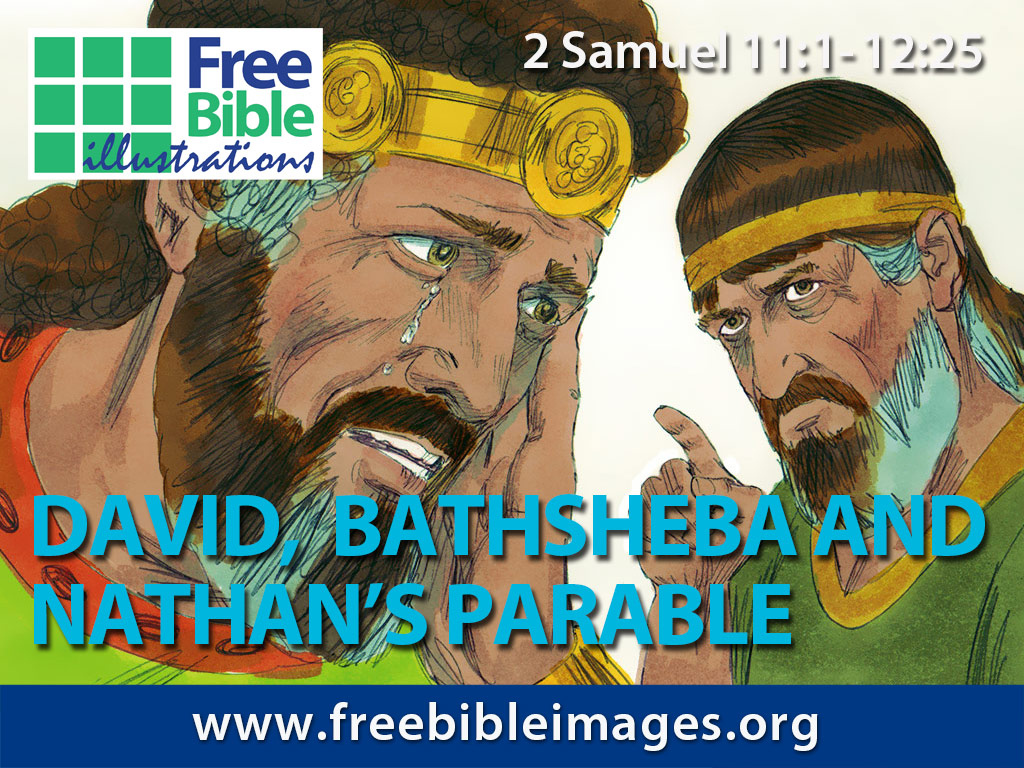 Free
Bible
illustrations
2 Samuel 11:1- 12:25
DAVID, BATHSHEBA AND
NATHAN'S PARABLE
www.freebibleimages.org